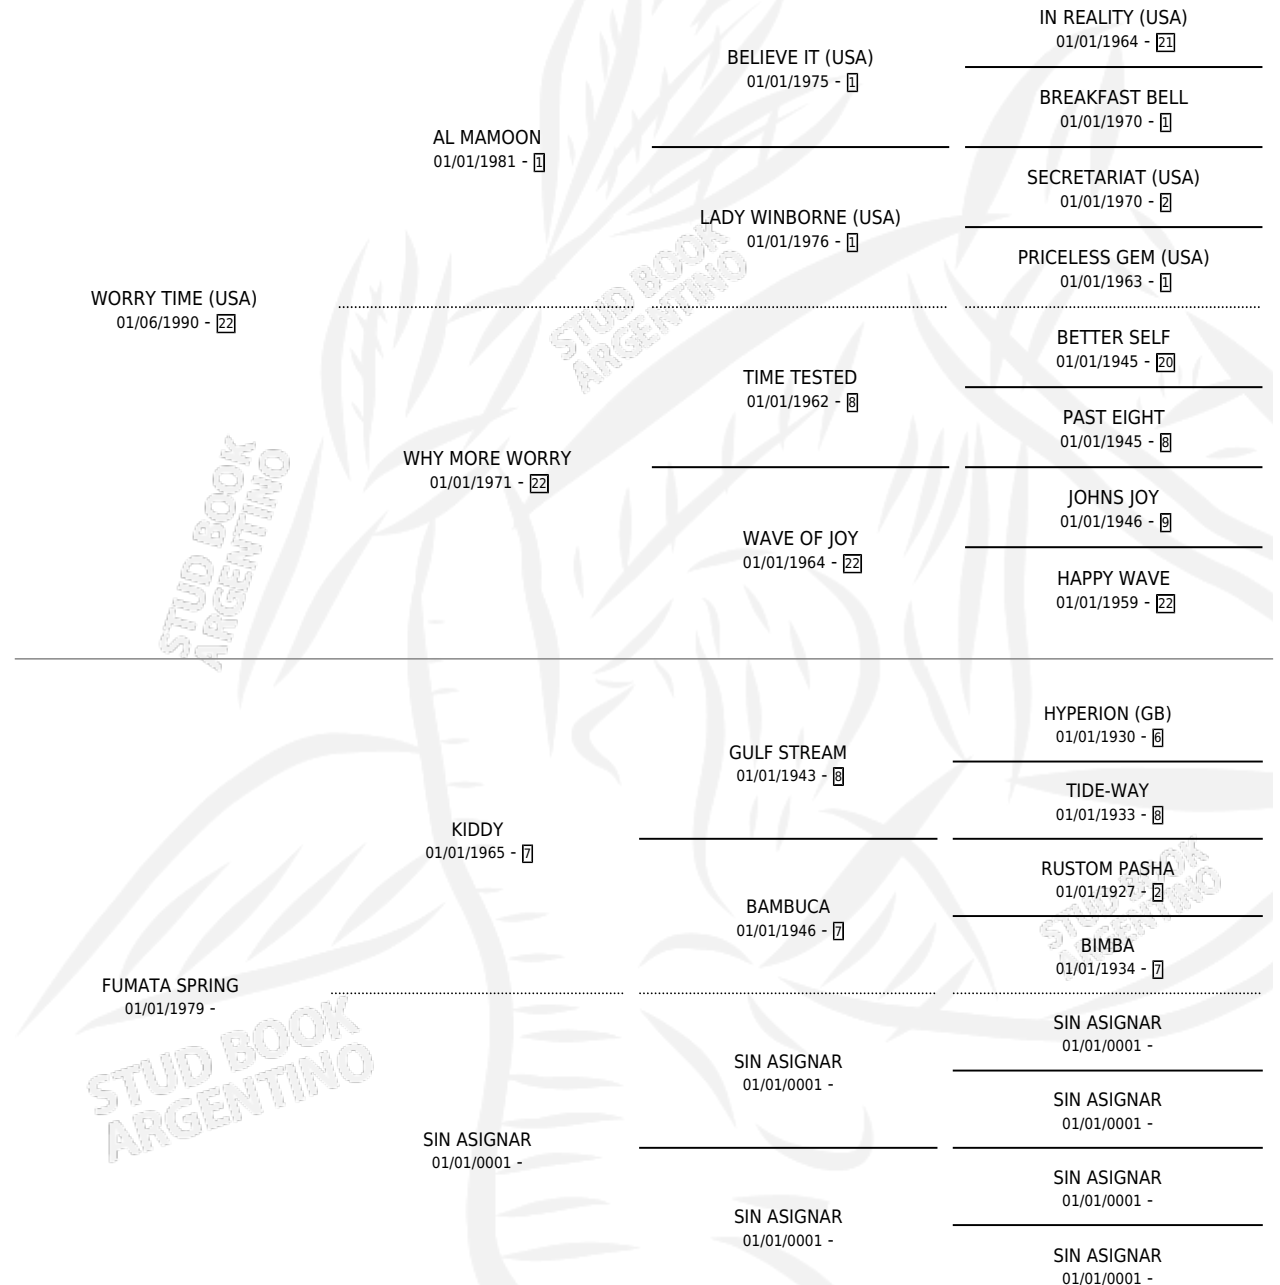 IN REALITY (USA)
01/01/1964 - 21
BELIEVE IT (USA)
01/01/1975 - 1
BREAKFAST BELL
01/01/1970 - 1
AL MAMOON
01/01/1981 - 1
SECRETARIAT (USA)
01/01/1970 - 2
LADY WINBORNE (USA)
01/01/1976 - 1
PRICELESS GEM (USA)
01/01/1963 - 1
WORRY TIME (USA)
01/06/1990 - 22
STUD BOOK
ARGENTINO
BETTER SELF
01/01/1945 - 20
TIME TESTED
01/01/1962 - 8
PAST EIGHT
01/01/1945 - 8
WHY MORE WORRY
01/01/1971 - 22
JOHNS JOY
01/01/1946 - 9
WAVE OF JOY
01/01/1964 - 22
HAPPY WAVE
01/01/1959 - 22
STUD BOOK
ARGENTINO
HYPERION (GB)
01/01/1930 - 6
GULF STREAM
01/01/1943 - 8
TIDE-WAY
01/01/1933 - 8
KIDDY
01/01/1965 - 7
RUSTOM PASHA
01/01/1927 - 2
BAMBUCA
01/01/1946 - 7
STUD BOOK
ARGENTINO
BIMBA
01/01/1934 - 7
FUMATA SPRING
01/01/1979 -
SIN ASIGNAR
01/01/0001 -
SIN ASIGNAR
01/01/0001 -
SIN ASIGNAR
01/01/0001 -
STUD BOOK
ARGENTINO
SIN ASIGNAR
01/01/0001 -
SIN ASIGNAR
01/01/0001 -
SIN ASIGNAR
01/01/0001 -
SIN ASIGNAR
01/01/0001 -